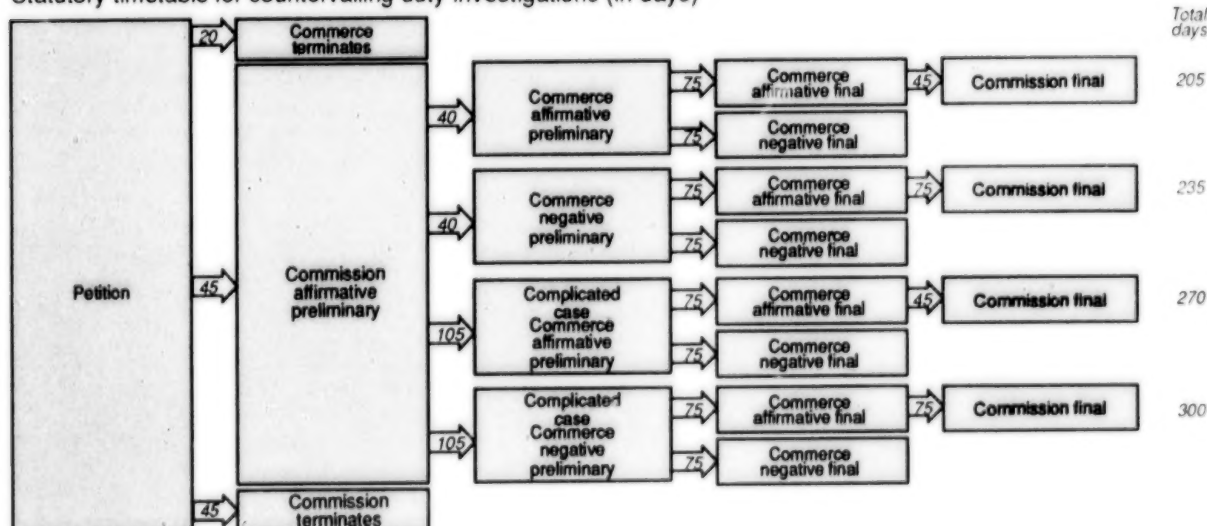 Statutory timetable for countervailing duty investigations (in days)
Total
days
20
Commerce
terminates
Petition
45
Commission
affirmative
preliminary
45
Commission
terminates
40
Commerce
affirmative
preliminary
75
Commerce
affirmative final
45
Commission final
205
75
Commerce
negative final
40
Commerce
negative
preliminary
75
Commerce
affirmative final
75
Commission final
235
75
Commerce
negative final
105
Complicated
case
Commerce
affirmative
preliminary
75
Commerce
affirmative final
45
Commission final
270
75
Commerce
negative final
105
Complicated
case
Commerce
negative
preliminary
75
Commerce
affirmative final
75
Commission final
300
75
Commerce
negative final